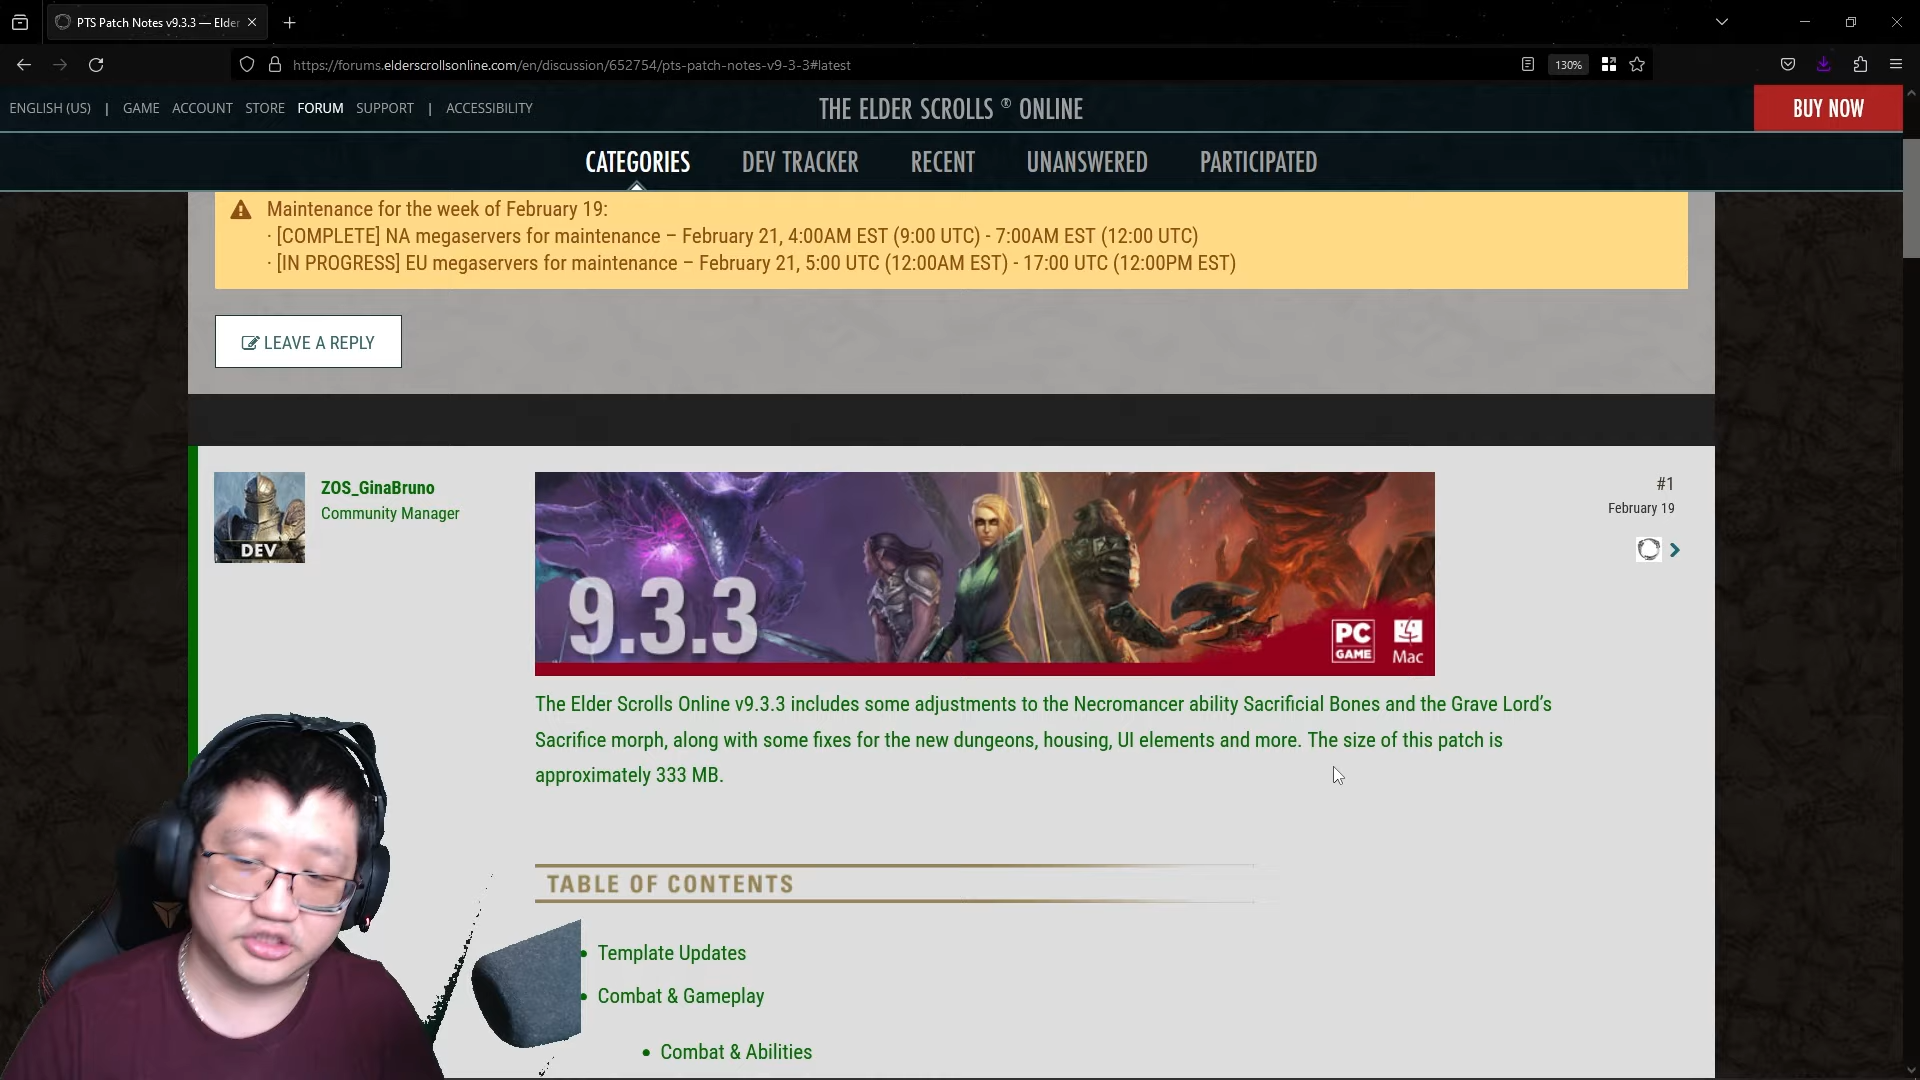 PTS Patch Notes v9.3.3 — Elder
https://forums.elderscrollsonline.com/en/discussion/652754/pts-patch-notes-v9-3-3#latest
130%
ENGLISH (US) | GAME ACCOUNT STORE FORUM SUPPORT | ACCESSIBILITY
THE ELDER SCROLLS ® ONLINE
BUY NOW
CATEGORIES DEV TRACKER RECENT UNANSWERED PARTICIPATED
Maintenance for the week of February 19:
· [COMPLETE] NA megaservers for maintenance – February 21, 4:00AM EST (9:00 UTC) - 7:00AM EST (12:00 UTC)
· [IN PROGRESS] EU megaservers for maintenance – February 21, 5:00 UTC (12:00AM EST) - 17:00 UTC (12:00PM EST)
LEAVE A REPLY
DEV
ZOS_GinaBruno
Community Manager
9.3.3
PC
GAME
Mac
#1
February 19
The Elder Scrolls Online v9.3.3 includes some adjustments to the Necromancer ability Sacrificial Bones and the Grave Lord’s
Sacrifice morph, along with some fixes for the new dungeons, housing, UI elements and more. The size of this patch is
approximately 333 MB.
TABLE OF CONTENTS
• Template Updates
• Combat & Gameplay
• Combat & Abilities